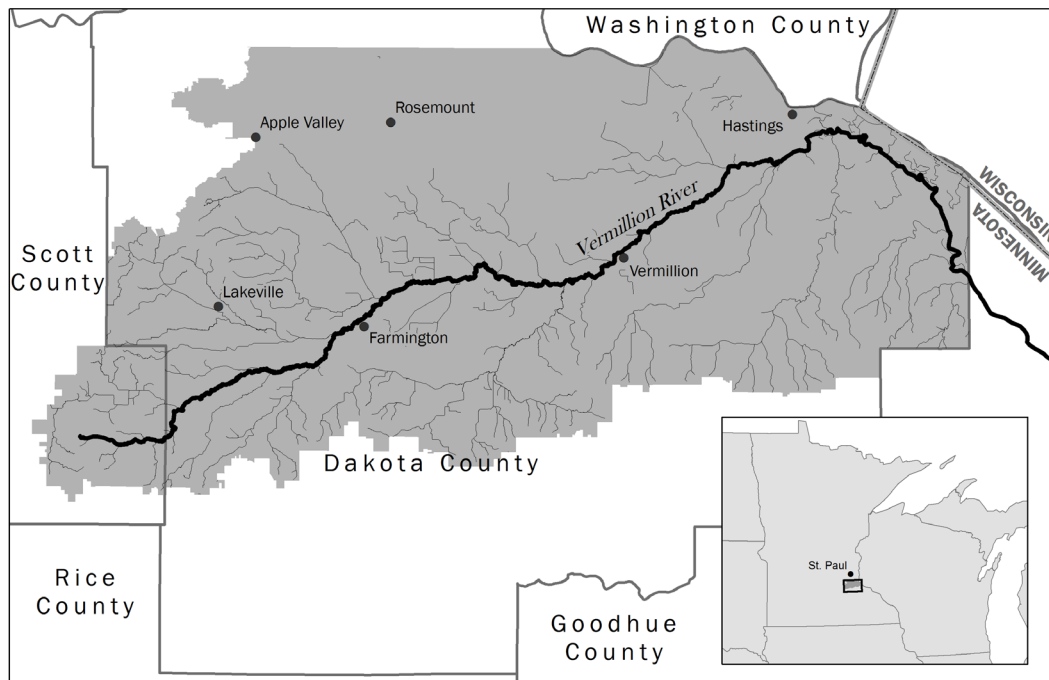 Washington County
Rosemount
Apple Valley
Hastings
WISCONSIN
MINNESOTA
Vermillion River
Scott
County
Vermillion
Lakeville
Farmington
Dakota County
St. Paul
Rice
County
Goodhue
County